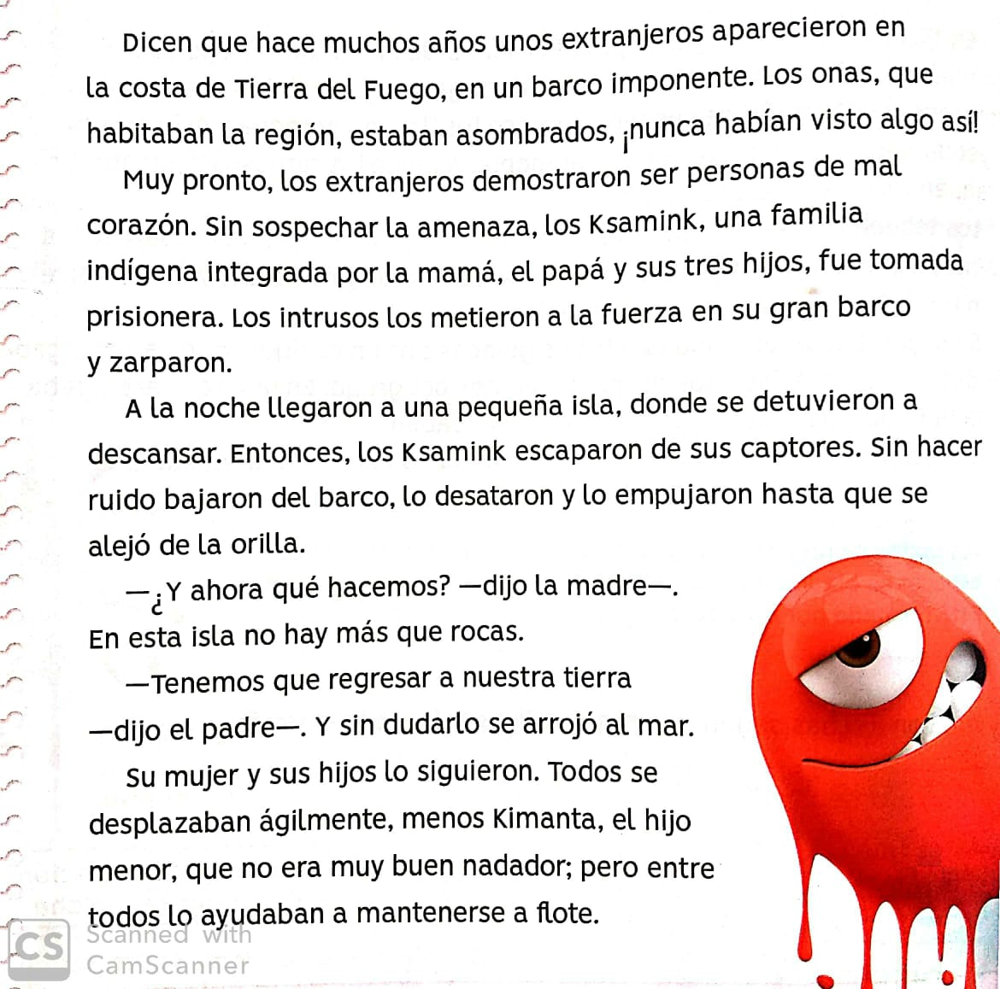 Dicen que hace muchos años unos extranjeros aparecieron en
la costa de Tierra del Fuego, en un barco imponente. Los onas, que
habitaban la región, estaban asombrados, ¡nunca habían visto algo así!
Muy pronto, los extranjeros demostraron ser personas de mal
corazón. Sin sospechar la amenaza, los Ksamink, una familia
indígena integrada por la mamá, el papá y sus tres hijos, fue tomada
prisionera. Los intrusos los metieron a la fuerza en su gran barco
y zarparon.
A la noche llegaron a una pequeña isla, donde se detuvieron a
descansar. Entonces, los Ksamink escaparon de sus captores. Sin hacer
ruido bajaron del barco, lo desataron y lo empujaron hasta que se
alejó de la orilla.
—¿Y ahora qué hacemos? —dijo la madre—.
En esta isla no hay más que rocas.
—Tenemos que regresar a nuestra tierra
—dijo el padre—. Y sin dudarlo se arrojó al mar.
Su mujer y sus hijos lo siguieron. Todos se
desplazaban ágilmente, menos Kimanta, el hijo
menor, que no era muy buen nadador; pero entre
todos lo ayudaban a mantenerse a flote.
CS
Scanned with
CamScanner